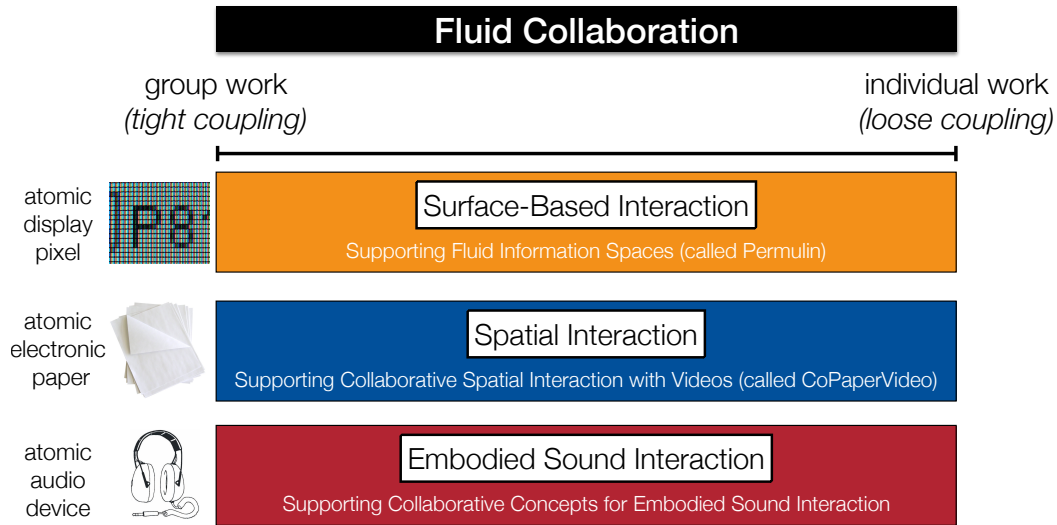 Fluid Collaboration
group work
(tight coupling)
individual work
(loose coupling)
atomic
display
pixel
P8
Surface-Based Interaction
Supporting Fluid Information Spaces (called Permulin)
atomic
electronic
paper
Spatial Interaction
Supporting Collaborative Spatial Interaction with Videos (called CoPaperVideo)
atomic
audio
device
Embodied Sound Interaction
Supporting Collaborative Concepts for Embodied Sound Interaction